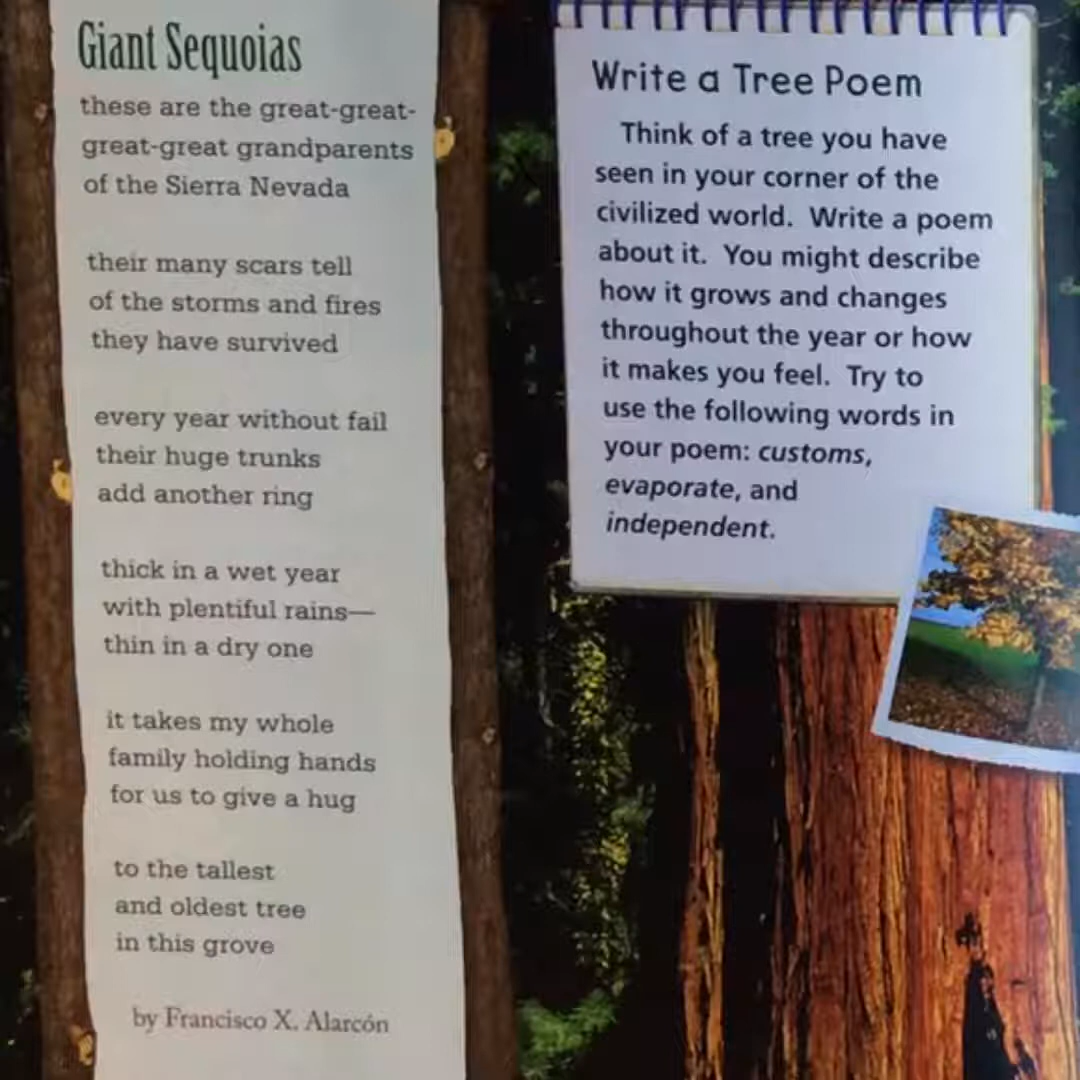 Giant Sequoias
these are the great-great-
great-great grandparents
of the Sierra Nevada
their many scars tell
of the storms and fires
they have survived
every year without fail
their huge trunks
add another ring
thick in a wet year
with plentiful rains—
thin in a dry one
it takes my whole
family holding hands
for us to give a hug
to the tallest
and oldest tree
in this grove
by Francisco X. Alarcón
Write a Tree Poem
Think of a tree you have
seen in your corner of the
civilized world. Write a poem
about it. You might describe
how it grows and changes
throughout the year or how
it makes you feel. Try to
use the following words in
your poem: customs,
evaporate, and
independent.